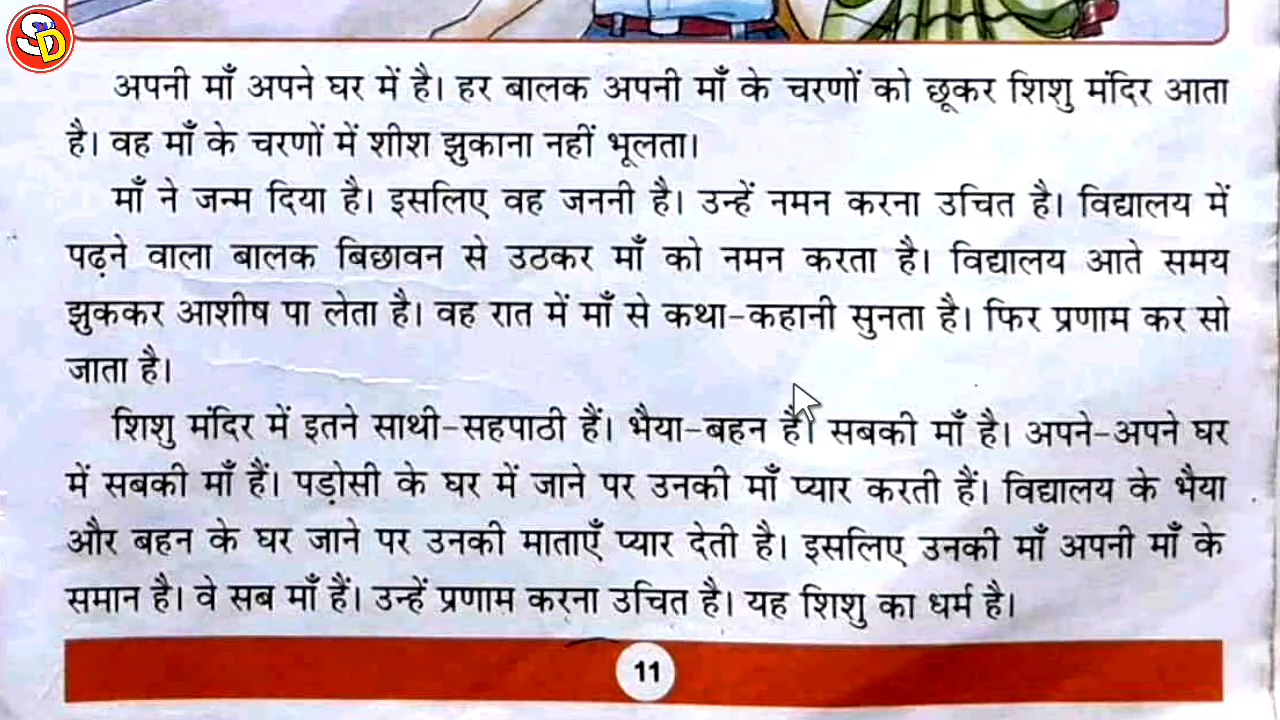 SD
अपनी माँ अपने घर में है। हर बालक अपनी माँ के चरणों को छूकर शिशु मंदिर आता
है। वह माँ के चरणों में शीश झुकाना नहीं भूलता।
माँ ने जन्म दिया है। इसलिए वह जननी है। उन्हें नमन करना उचित है। विद्यालय में
पढ़ने वाला बालक बिछावन से उठकर माँ को नमन करता है। विद्यालय आते समय
झुककर आशीष पा लेता है। वह रात में माँ से कथा-कहानी सुनता है। फिर प्रणाम कर सो
जाता है।
शिशु मंदिर में इतने साथी-सहपाठी हैं। भैया-बहन है। सबकी माँ है। अपने-अपने घर
में सबकी माँ हैं। पड़ोसी के घर में जाने पर उनकी माँ प्यार करती हैं। विद्यालय के भैया
और बहन के घर जाने पर उनकी माताएँ प्यार देती है। इसलिए उनकी माँ अपनी माँ के
समान है। वे सब माँ हैं। उन्हें प्रणाम करना उचित है। यह शिशु का धर्म है।
11